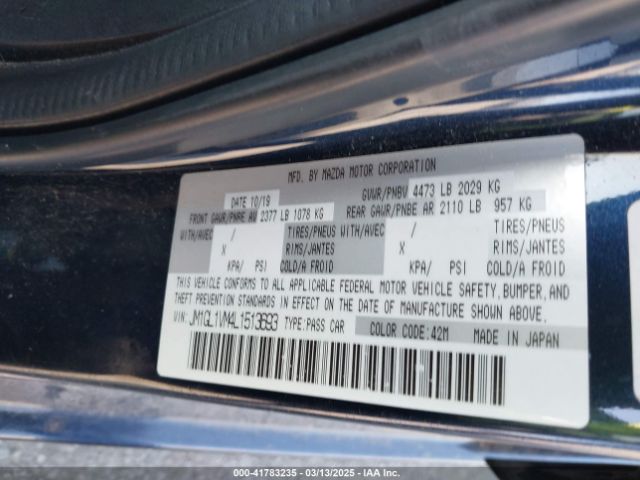 MFD. BY MAZDA MOTOR CORPORATION
DATE 10/19 GVWR/PNBV 4473 LB 2029 KG
FRONT GAWR/PNBE AV 2377 LB 1078 KG REAR GAWR/PNBE AR 2110 LB 957 KG
WITH/AVEC / TIRES/PNEUS WITH/AVEC / TIRES/PNEUS
X RIMS/JANTES X RIMS/JANTES
KPA/ PSI COLD/A FROID KPA/ PSI COLD/A FROID
THIS VEHICLE CONFORMS TO ALL APPLICABLE FEDERAL MOTOR VEHICLE SAFETY, BUMPER, AND
THEFT PREVENTION STANDARDS IN EFFECT ON THE DATE OF MANUFACTURE SHOWN ABOVE.
VIN: JM1GL1VM4L1513693 TYPE:PASS CAR COLOR CODE:42M MADE IN JAPAN
000-41783235 - 03/13/2025 - IAA Inc.